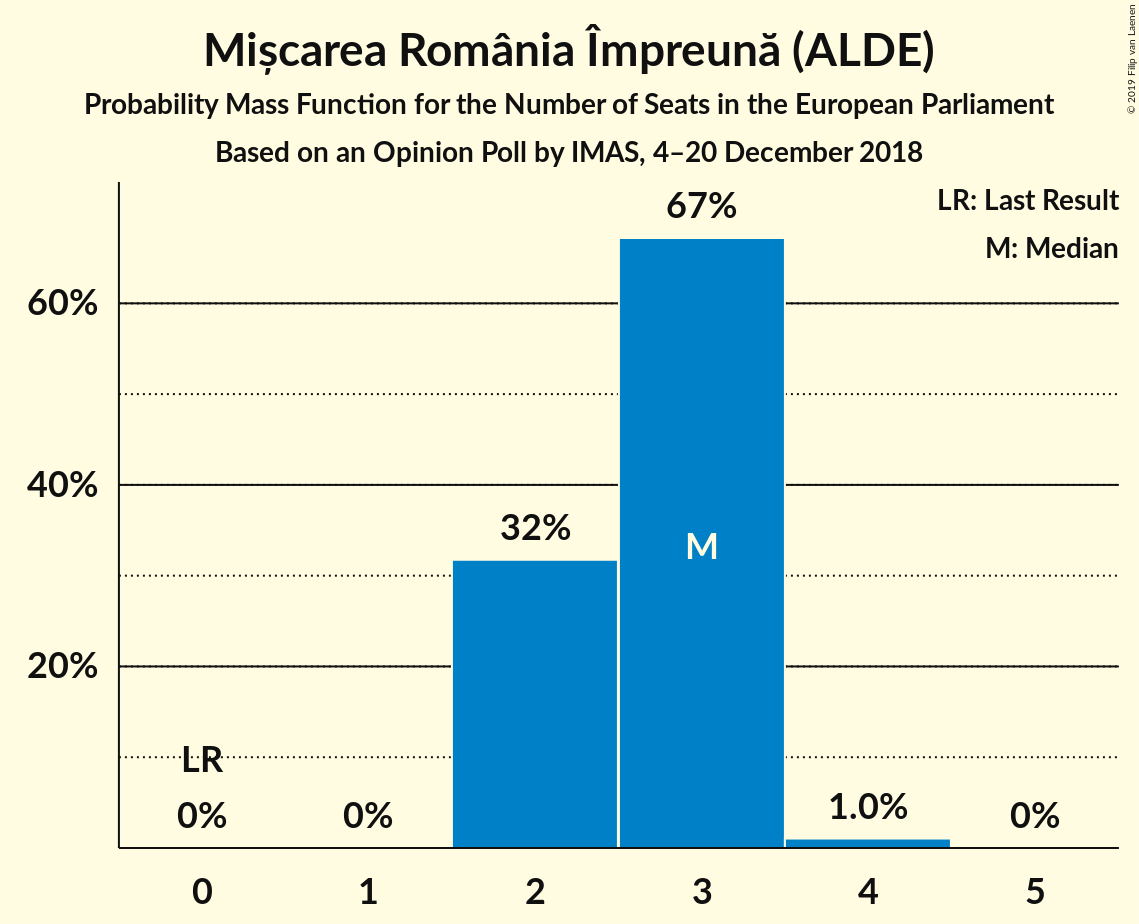 Mișcarea România Împreună (ALDE)
Probability Mass Function for the Number of Seats in the European Parliament
Based on an Opinion Poll by IMAS, 4–20 December 2018
© 2019 Filip van Laenen
LR: Last Result
M: Median
67%
60%
40%
32%
M
20%
LR
0%
0%
1.0%
0%
0
1
2
3
4
5